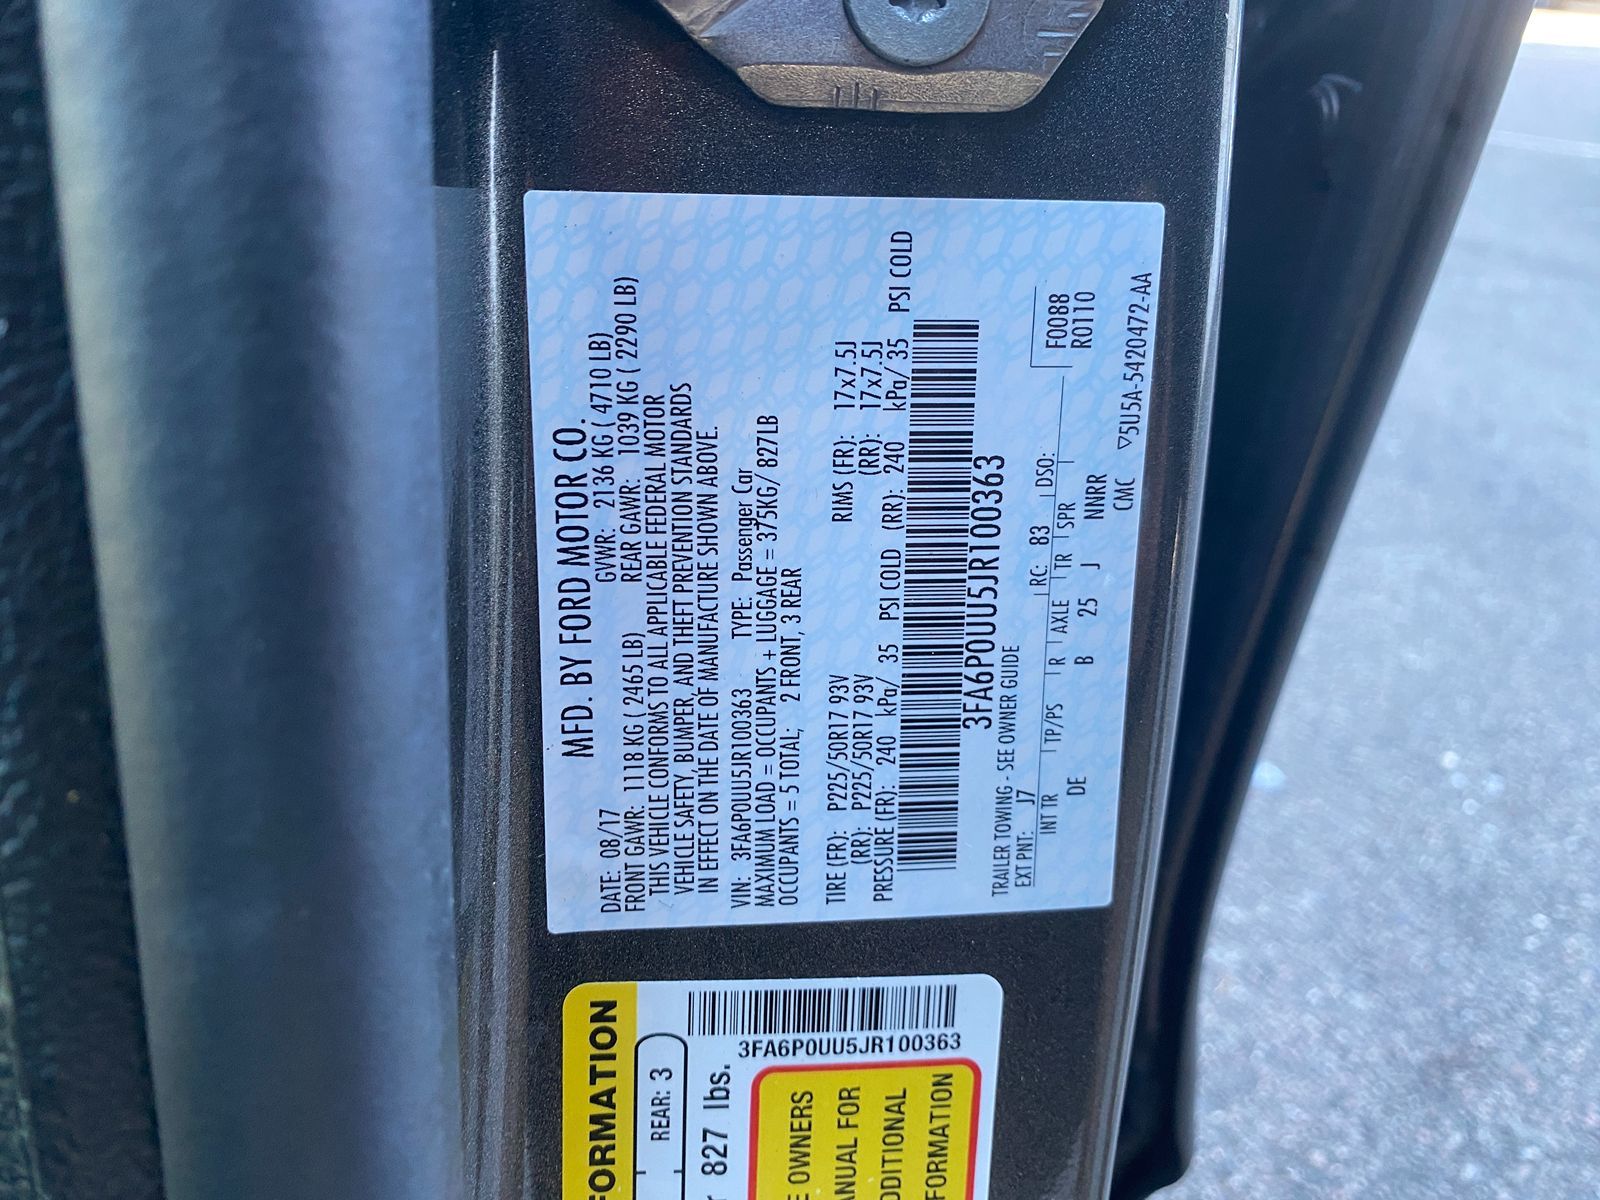 MFD. BY FORD MOTOR CO.
DATE: 08/17 GVWR: 2136 KG ( 4710 LB)
FRONT GAWR: 1118 KG ( 2465 LB) REAR GAWR: 1039 KG ( 2290 LB)
THIS VEHICLE CONFORMS TO ALL APPLICABLE FEDERAL MOTOR
VEHICLE SAFETY, BUMPER, AND THEFT PREVENTION STANDARDS
IN EFFECT ON THE DATE OF MANUFACTURE SHOWN ABOVE.
VIN: 3FA6P0UU5JR100363 TYPE: Passenger Car
MAXIMUM LOAD = OCCUPANTS + LUGGAGE = 375KG/ 827LB
OCCUPANTS = 5 TOTAL, 2 FRONT, 3 REAR
TIRE (FR): P225/50R17 93V RIMS (FR): 17x7.5J
(RR): P225/50R17 93V (RR): 17x7.5J
PRESSURE (FR): 240 kPa/ 35 PSI COLD (RR): 240 kPa/ 35 PSI COLD
3FA6P0UU5JR100363
TRAILER TOWING - SEE OWNER GUIDE
EXT PNT: J7 RC: 83 DSO: F0088
INT TR TP/PS R AXLE TR SPR R0110
DE B 25 J NNRR
CMC ▽5U5A-5420472-AA
FORMATION
REAR: 3
827 lbs.
3FA6P0UU5JR100363
OWNERS
ANUAL FOR
DDITIONAL
FORMATION